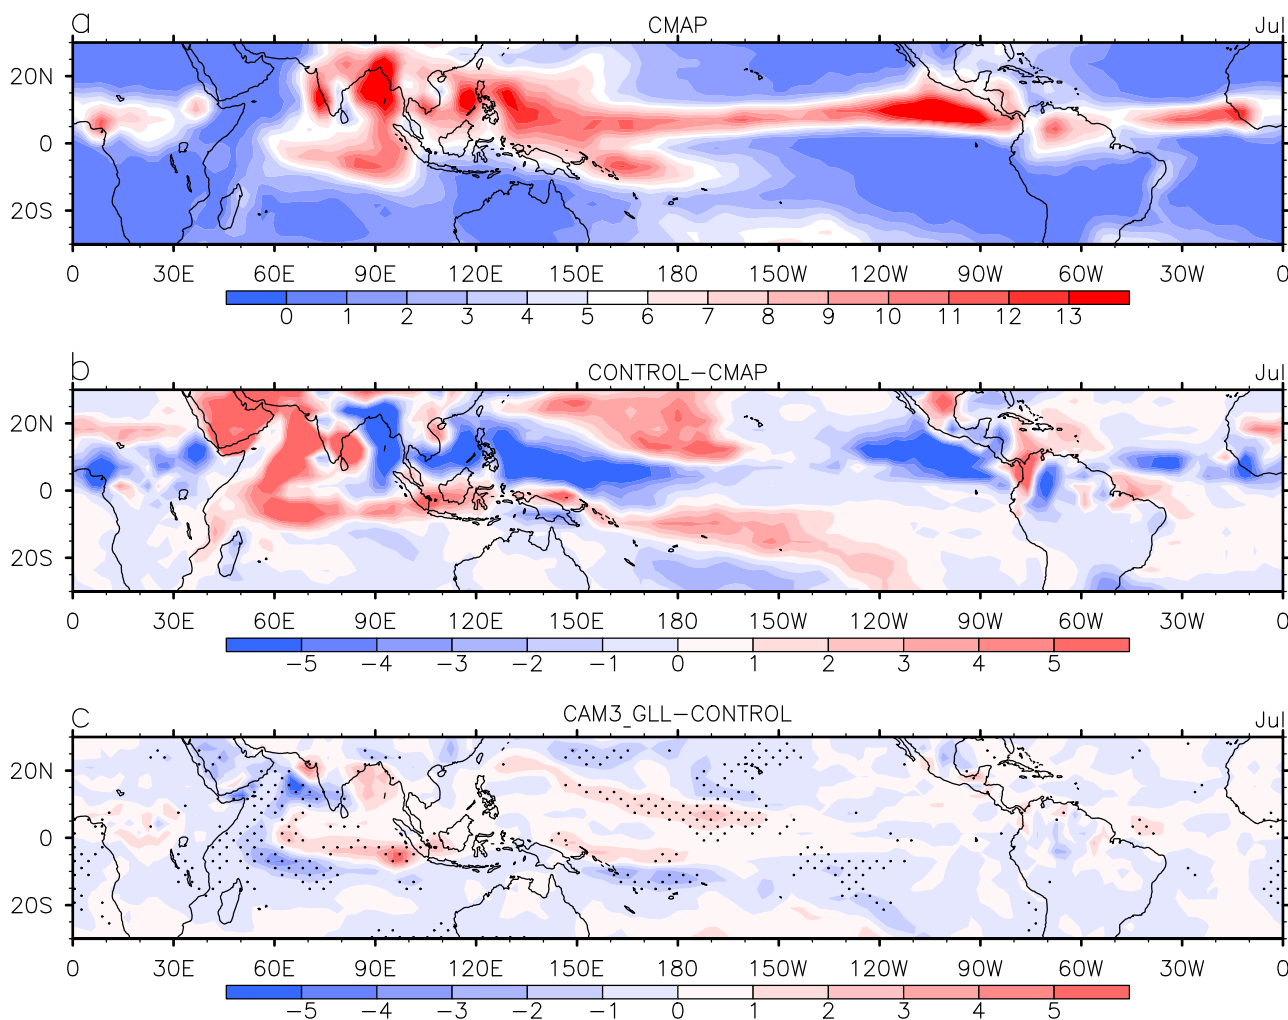 a CMAP Jul
20N
0
20S
0 30E 60E 90E 120E 150E 180 150W 120W 90W 60W 30W 0
0 1 2 3 4 5 6 7 8 9 10 11 12 13
b CONTROL−CMAP Jul
20N
0
20S
0 30E 60E 90E 120E 150E 180 150W 120W 90W 60W 30W 0
−5 −4 −3 −2 −1 0 1 2 3 4 5
c CAM3_GLL−CONTROL Jul
20N
0
20S
0 30E 60E 90E 120E 150E 180 150W 120W 90W 60W 30W 0
−5 −4 −3 −2 −1 0 1 2 3 4 5